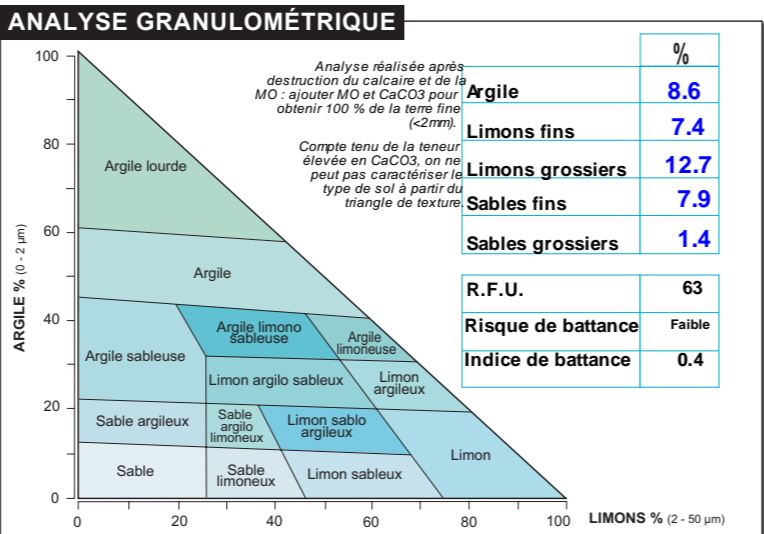 ANALYSE GRANULOMÉTRIQUE
Analyse réalisée après
destruction du calcaire et de la
MO : ajouter MO et CaCO3 pour
obtenir 100 % de la terre fine
(<2mm).
Compte tenu de la teneur
élevée en CaCO3, on ne
peut pas caractériser le
type de sol à partir du
triangle de texture.
%
Argile 8.6
Limons fins 7.4
Limons grossiers 12.7
Sables fins 7.9
Sables grossiers 1.4
R.F.U. 63
Risque de battance Faible
Indice de battance 0.4
ARGILE % (0 - 2 µm)
100
80
60
40
20
0
Argile lourde
Argile
Argile limono
sableuse
Argile
limoneuse
Argile sableuse
Limon argilo sableux
Limon
argileux
Sable argileux
Sable
argilo
limoneux
Limon sablo
argileux
Limon
Sable
Sable
limoneux
Limon sableux
0 20 40 60 80 100
LIMONS % (2 - 50 µm)